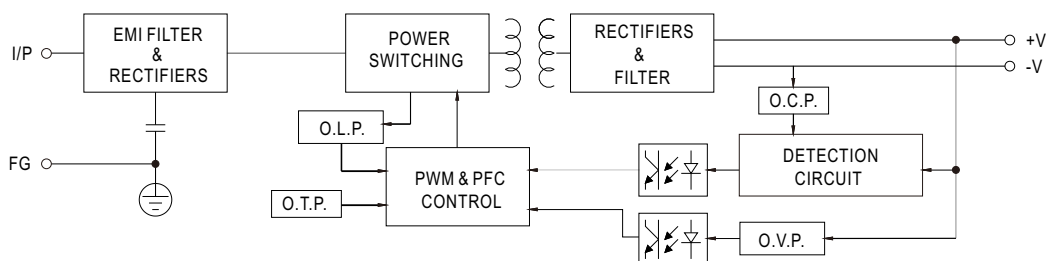 I/P
EMI FILTER
&
RECTIFIERS
POWER
SWITCHING
RECTIFIERS
&
FILTER
+V
-V
O.C.P.
O.L.P.
FG
PWM & PFC
CONTROL
DETECTION
CIRCUIT
O.T.P.
O.V.P.